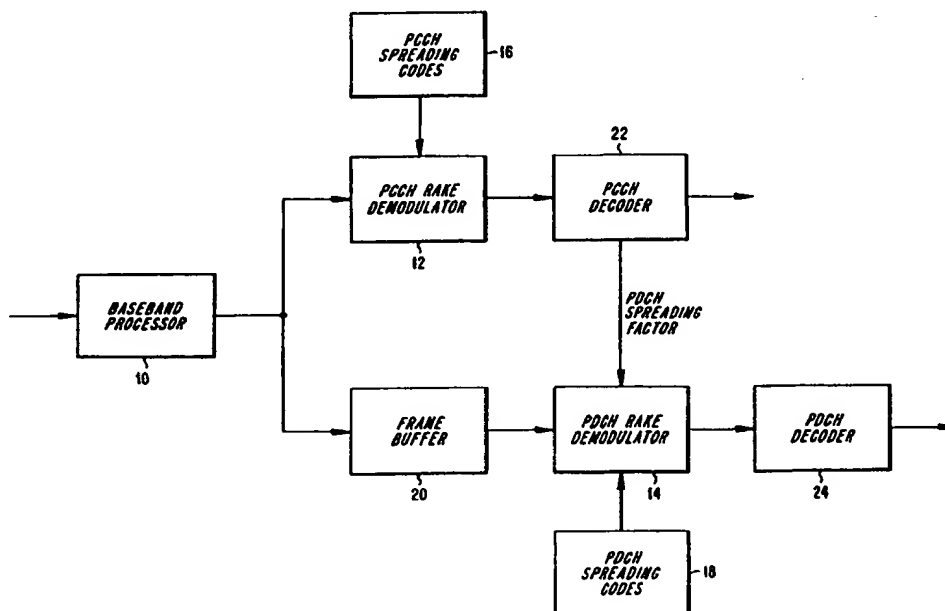 PCCH
SPREADING
CODES
16
22
PCCH RAKE
DEMODULATOR
12
PCCH
DECODER
BASEBAND
PROCESSOR
10
PDCH
SPREADING
FACTOR
FRAME
BUFFER
20
PDCH RAKE
DEMODULATOR
14
PDCH
DECODER
24
PDCH
SPREADING
CODES
18